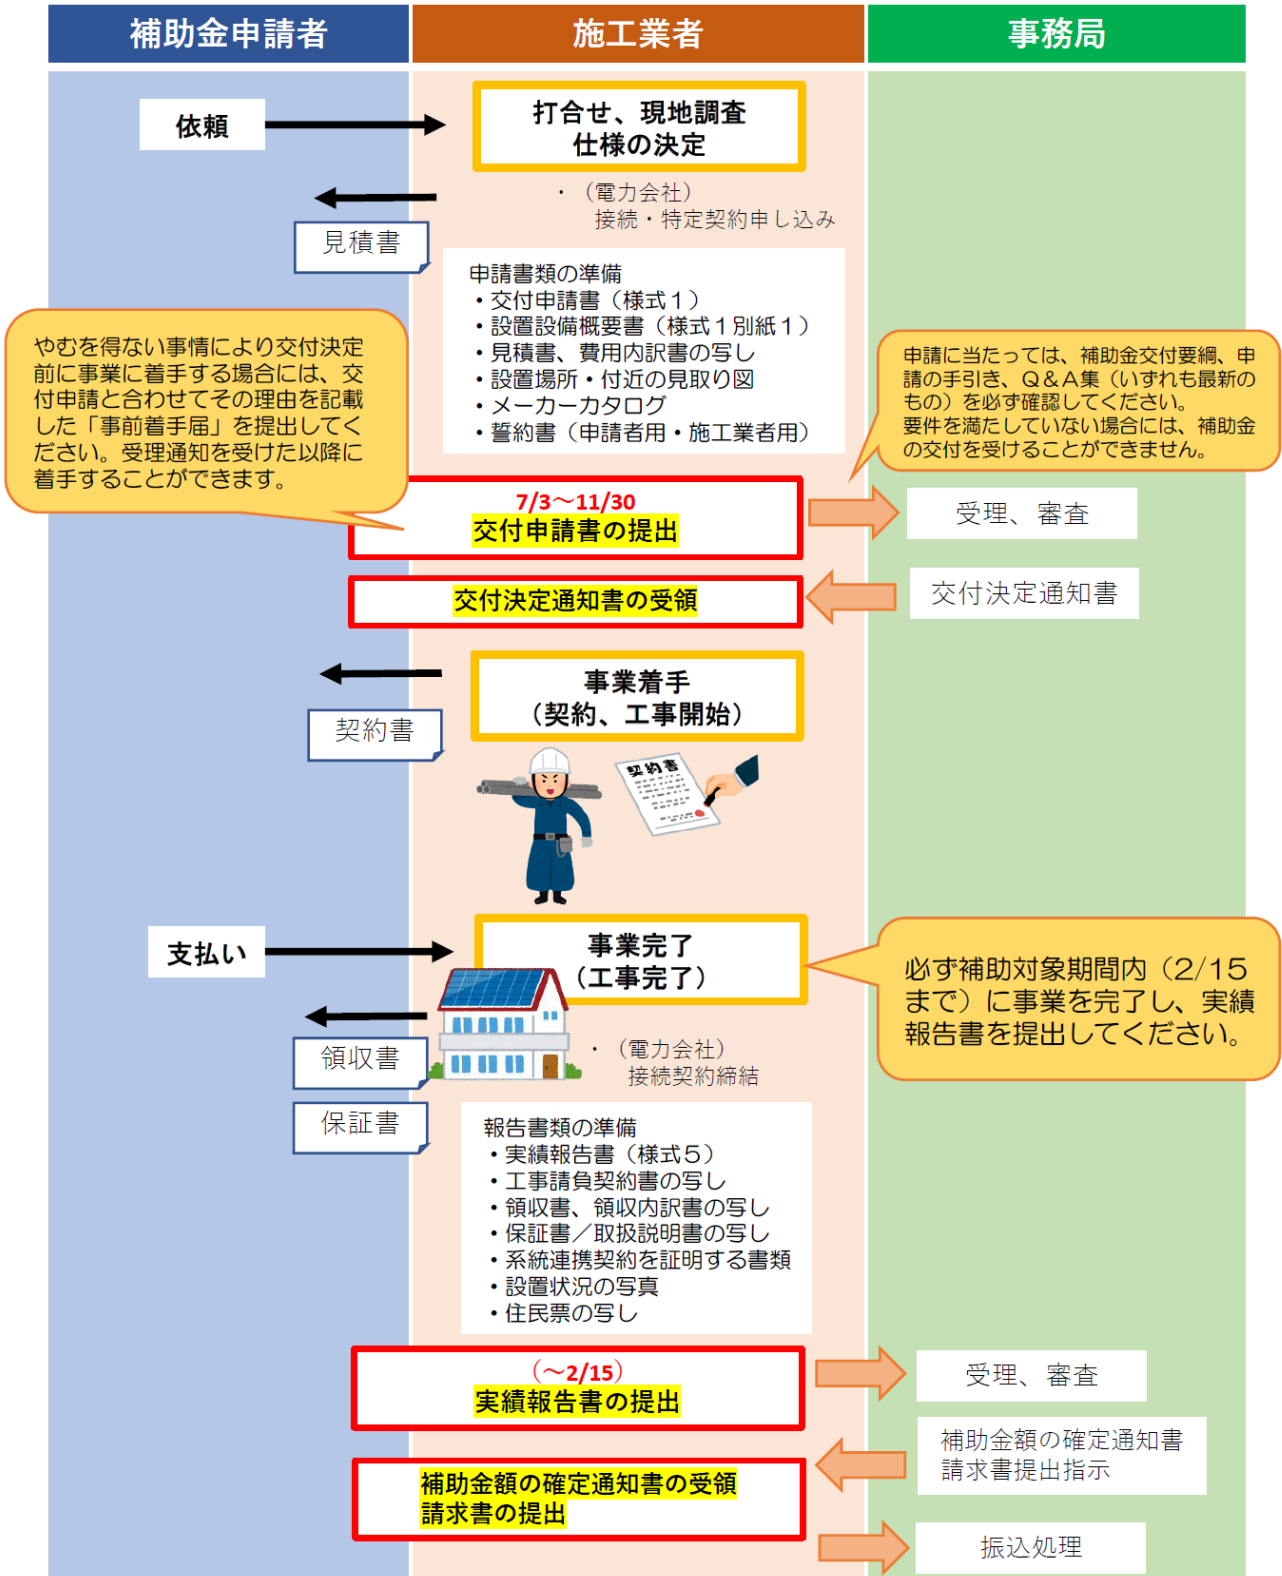 補助金申請者
施工業者
事務局
依頼
打合せ、現地調査
仕様の決定
・（電力会社）
接続・特定契約申し込み
見積書
申請書類の準備
・交付申請書（様式１）
・設置設備概要書（様式１別紙１）
・見積書、費用内訳書の写し
・設置場所・付近の見取り図
・メーカーカタログ
・誓約書（申請者用・施工業者用）
やむを得ない事情により交付決定
前に事業に着手する場合には、交
付申請と合わせてその理由を記載
した「事前着手届」を提出してく
ださい。受理通知を受けた以降に
着手することができます。
申請に当たっては、補助金交付要綱、申
請の手引き、Ｑ＆Ａ集（いずれも最新の
もの）を必ず確認してください。
要件を満たしていない場合には、補助金
の交付を受けることができません。
7/3～11/30
交付申請書の提出
受理、審査
交付決定通知書の受領
交付決定通知書
事業着手
（契約、工事開始）
契約書
契約書
支払い
事業完了
（工事完了）
必ず補助対象期間内（2/15
まで）に事業を完了し、実績
報告書を提出してください。
領収書
・（電力会社）
接続契約締結
保証書
報告書類の準備
・実績報告書（様式５）
・工事請負契約書の写し
・領収書、領収内訳書の写し
・保証書／取扱説明書の写し
・系統連携契約を証明する書類
・設置状況の写真
・住民票の写し
（～2/15）
実績報告書の提出
受理、審査
補助金額の確定通知書
請求書提出指示
補助金額の確定通知書の受領
請求書の提出
振込処理